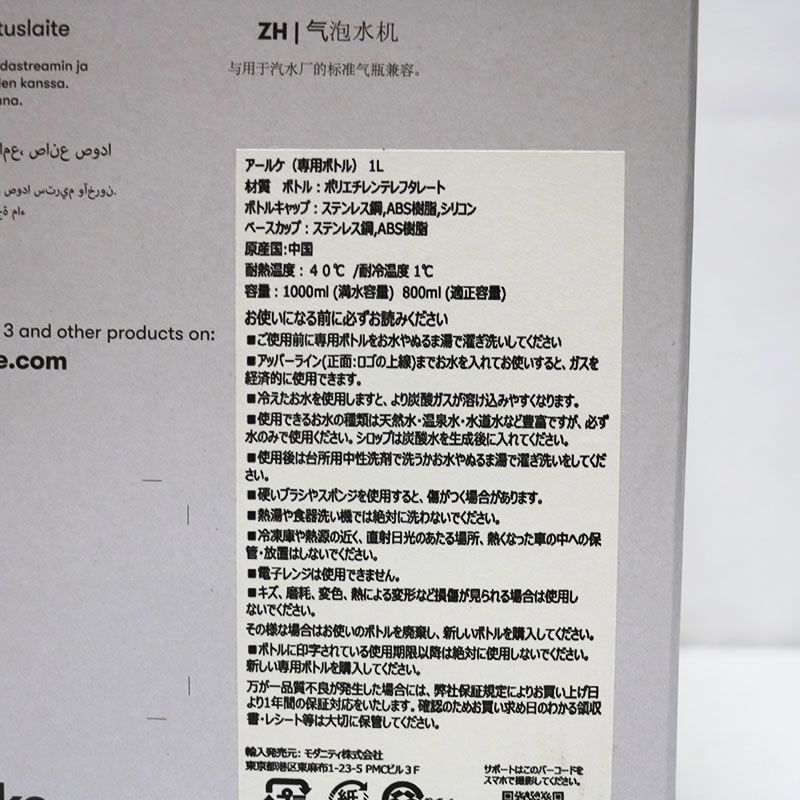 tuslaite
dastreamin ja
en kanssa.
na.
ZH | 气泡水机
与用于汽水厂的标准气瓶兼容。
صانع صودا
3 and other products on:
e.com
アールケ（専用ボトル） 1L
材質　ボトル：ポリエチレンテレフタレート
ボトルキャップ：ステンレス鋼,ABS樹脂,シリコン
ベースカップ：ステンレス鋼,ABS樹脂
原産国:中国
耐熱温度：４０℃ /耐冷温度 1℃
容量：1000ml (満水容量) 800ml (適正容量)
お使いになる前に必ずお読みください
■ご使用前に専用ボトルをお水やぬるま湯で濯ぎ洗いしてください
■アッパーライン(正面:ロゴの上線)までお水を入れてお使いすると、ガスを
経済的に使用できます。
■冷えたお水を使用しますと、より炭酸ガスが溶け込みやすくなります。
■使用できるお水の種類は天然水・温泉水・水道水など豊富ですが、必ず
水のみで使用ください。シロップは炭酸水を生成後に入れてください。
■使用後は台所用中性洗剤で洗うかお水やぬるま湯で濯ぎ洗いをしてくだ
さい。
■硬いブラシやスポンジを使用すると、傷がつく場合があります。
■熱湯や食器洗い機では絶対に洗わないでください。
■冷凍庫や熱源の近く、直射日光のあたる場所、熱くなった車の中への保
管・放置はしないでください。
■電子レンジは使用できません。
■キズ、磨耗、変色、熱による変形など損傷が見られる場合は使用し
ないでください。
その様な場合はお使いのボトルを廃棄し、新しいボトルを購入してください。
■ボトルに印字されている使用期限以降は絶対に使用しないでください。
新しい専用ボトルを購入してください。
万が一品質不良が発生した場合には、弊社保証規定によりお買い上げ日
より1年間の保証対応をいたします。確認のためお買い求め日のわかる領収
書・レシート等は大切に保管してください。
輸入発売元：モダニティ株式会社
東京都港区東麻布1-23-5 PMCビル３F
サポートはこのバーコードを
スマホで撮影してください。
紙